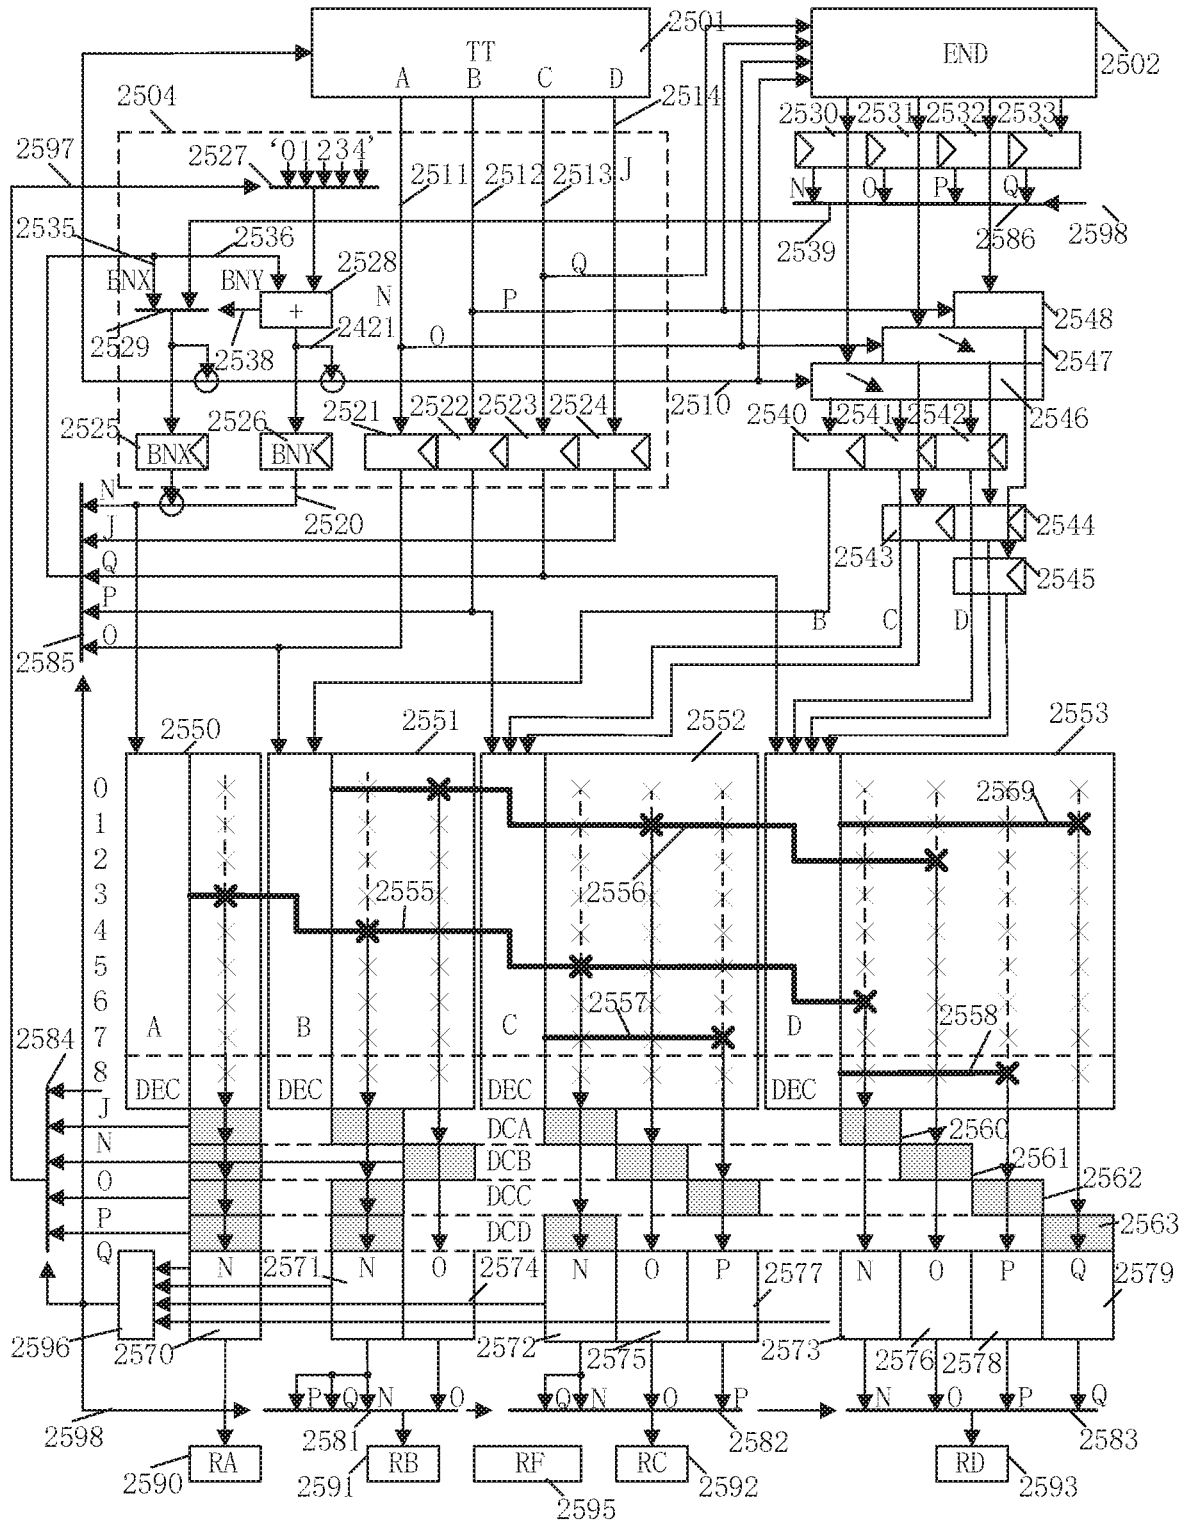 2501
TT
A B C D
END
2502
2504
2514
2530 2531 2532 2533
2597
2527
'01234'
2511 2512 2513 J
N O P Q
2535
2536
2539
2586 2598
BNX BNY
2528
N
P
Q
+
O
2529
2538
2421
2548
2547
2510
2546
2525 2526 2521 2522 2523 2524
2540 2541 2542
BNX BNY
N
2520
J
2543
2544
Q
2545
P
B C D
O
2585
2550
2551
2552
2553
0
2569
1
2
2556
3
2555
4
5
6
2557
7
A B C D
2558
2584
8
DEC DEC DEC DEC
J
DCA
2560
N
DCB
2561
O
DCC
2562
P
DCD
2563
Q
N
2571
N O
2574
N O P
2577
N O P Q
2579
2596
2570
2572
2575
2573
2576
2578
P Q N O
Q N O P
N O P Q
2598
2581
2582
2583
RA RB RF RC RD
2590
2591
2595
2592
2593